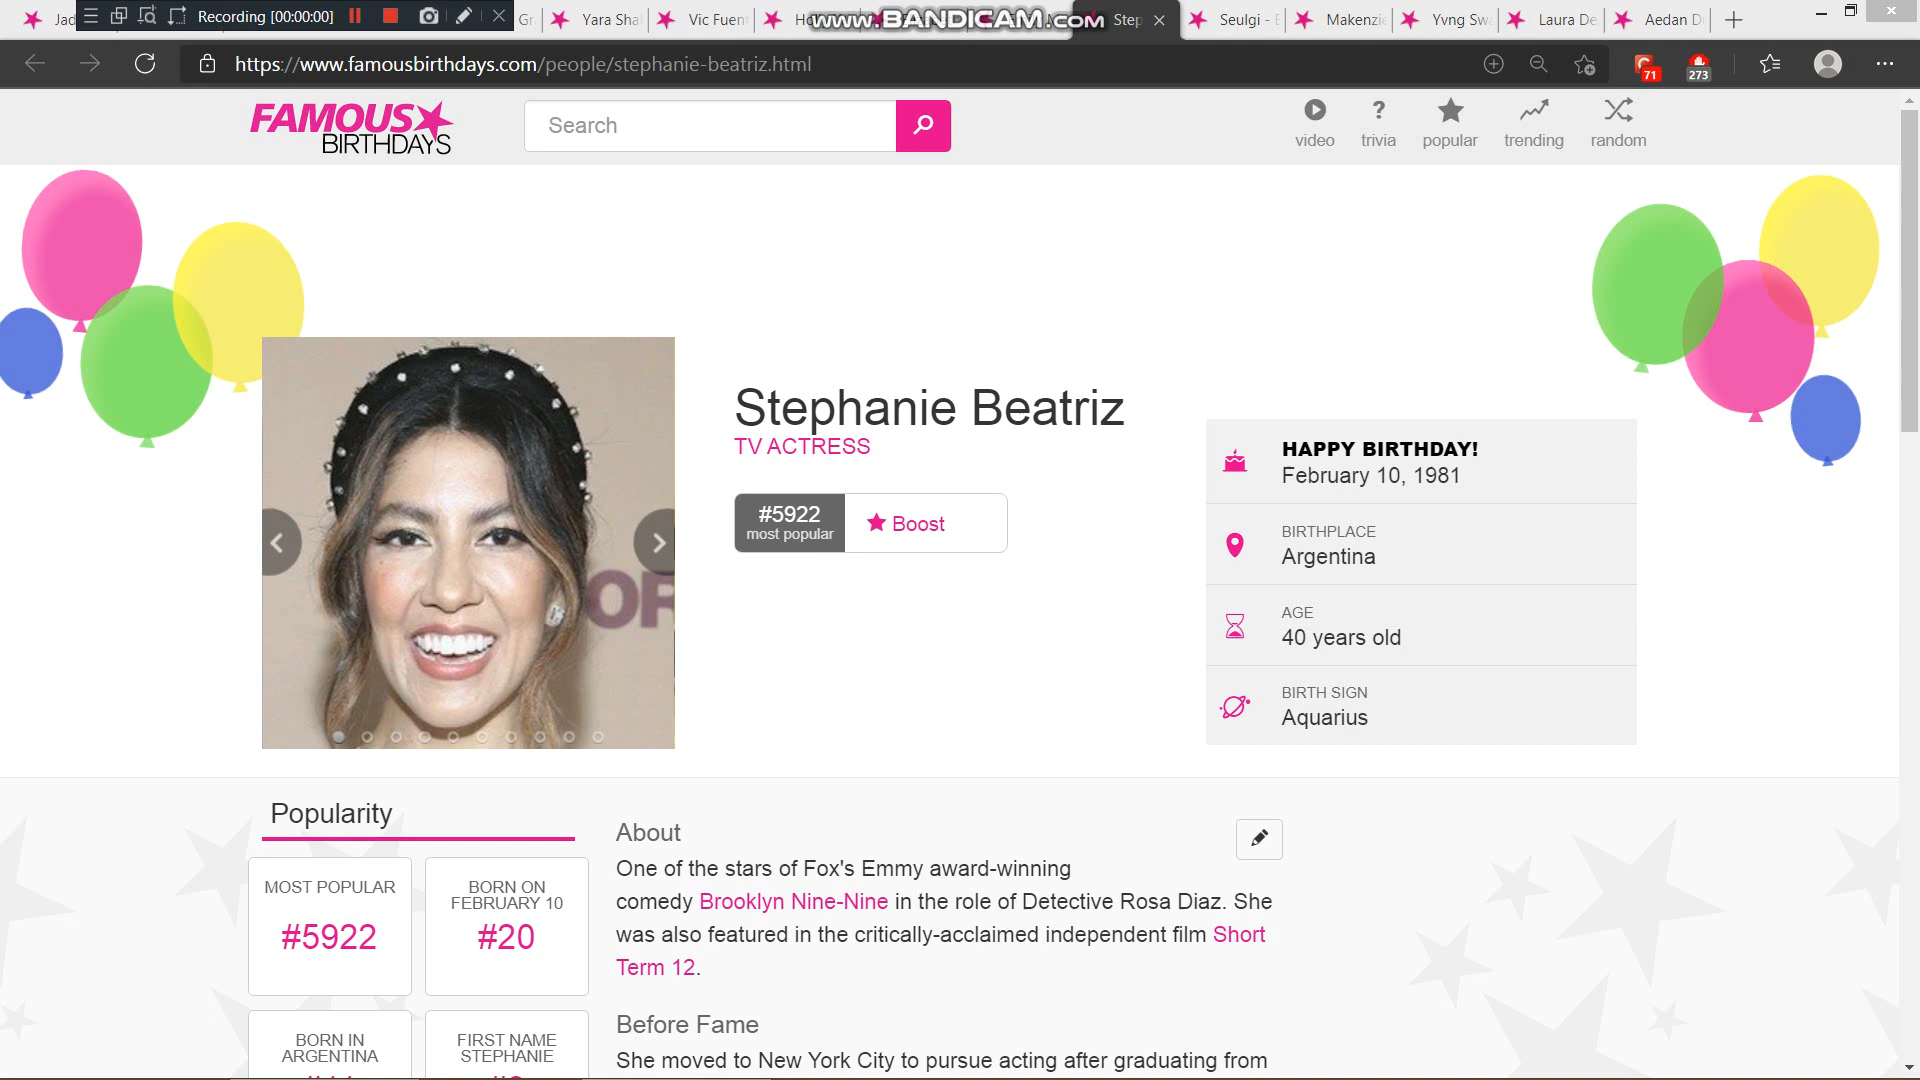 Jad
Recording [00:00:00]
Gr
Yara Sha
Vic Fuen
www.BANDICAM.com
Step
Seulgi - 
Makenzie
Yvng Swa
Laura De
Aedan D
https://www.famousbirthdays.com/people/stephanie-beatriz.html
71
273
FAMOUS
BIRTHDAYS
Search
video
trivia
popular
trending
random
Stephanie Beatriz
TV ACTRESS
#5922
most popular
Boost
HAPPY BIRTHDAY!
February 10, 1981
BIRTHPLACE
Argentina
AGE
40 years old
BIRTH SIGN
Aquarius
OR
Popularity
MOST POPULAR
#5922
BORN ON
FEBRUARY 10
#20
BORN IN
ARGENTINA
FIRST NAME
STEPHANIE
About
One of the stars of Fox's Emmy award-winning
comedy Brooklyn Nine-Nine in the role of Detective Rosa Diaz. She
was also featured in the critically-acclaimed independent film Short
Term 12.
Before Fame
She moved to New York City to pursue acting after graduating from